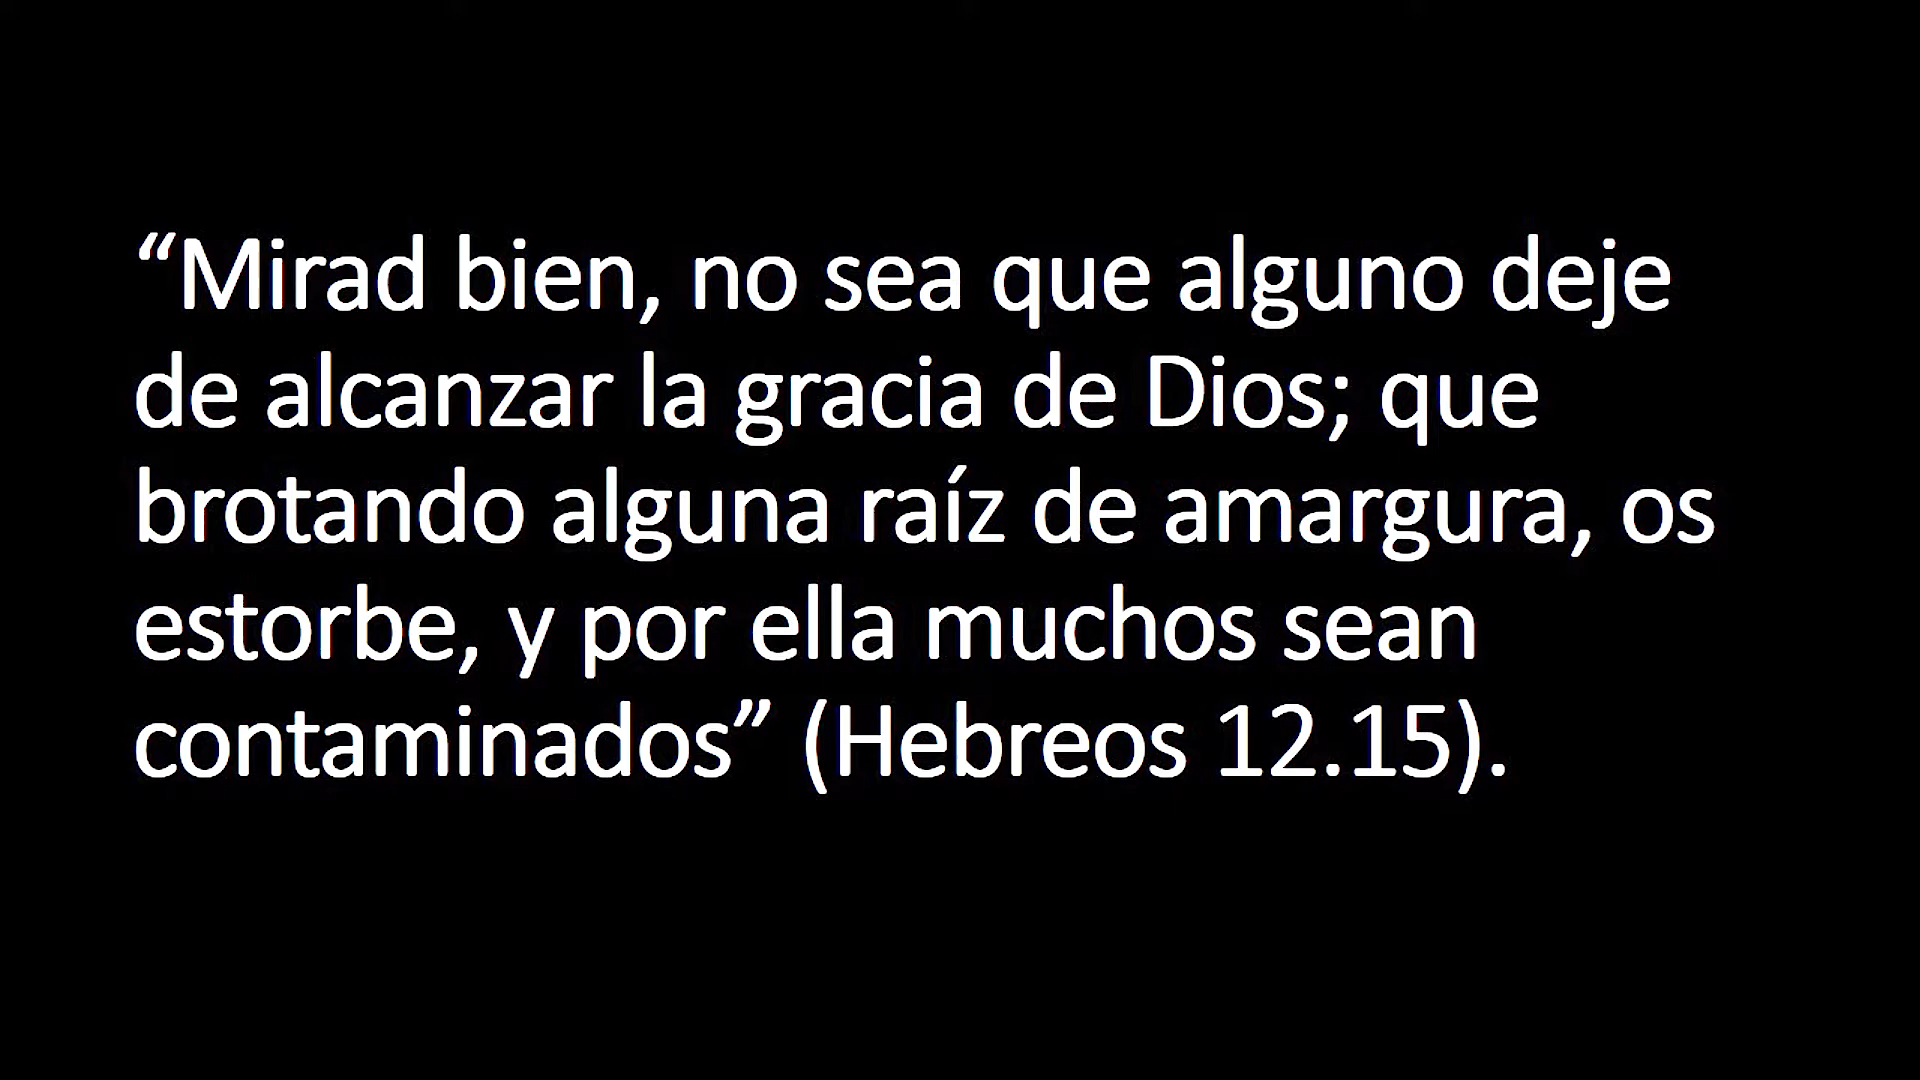 “Mirad bien, no sea que alguno deje
de alcanzar la gracia de Dios; que
brotando alguna raíz de amargura, os
estorbe, y por ella muchos sean
contaminados” (Hebreos 12.15).